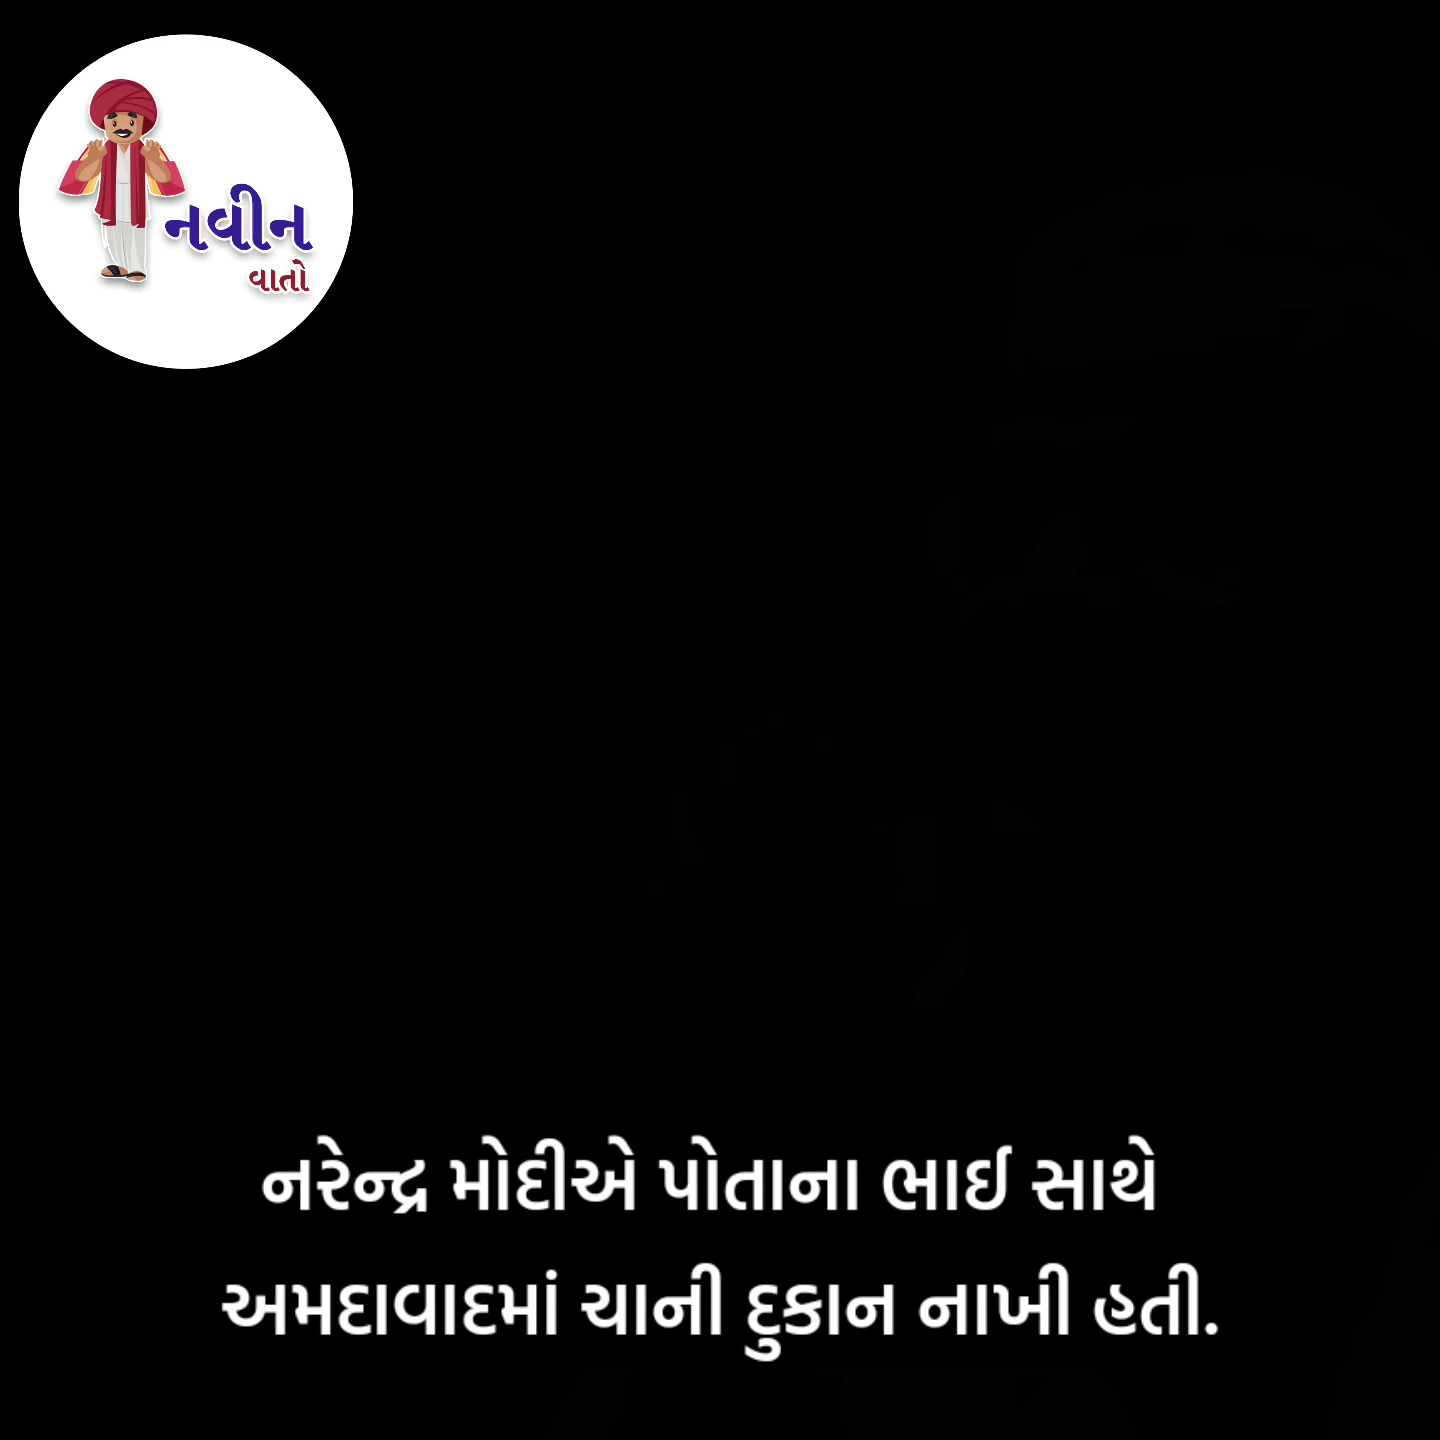 નવીન
વાતો
નરેન્દ્ર મોદીએ પોતાના ભાઈ સાથે
અમદાવાદમાં ચાની દુકાન નાખી હતી.